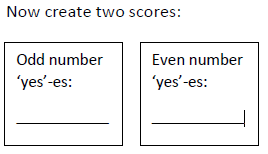 Now create two scores:
Odd number
‘yes’-es:
Even number
‘yes’-es: